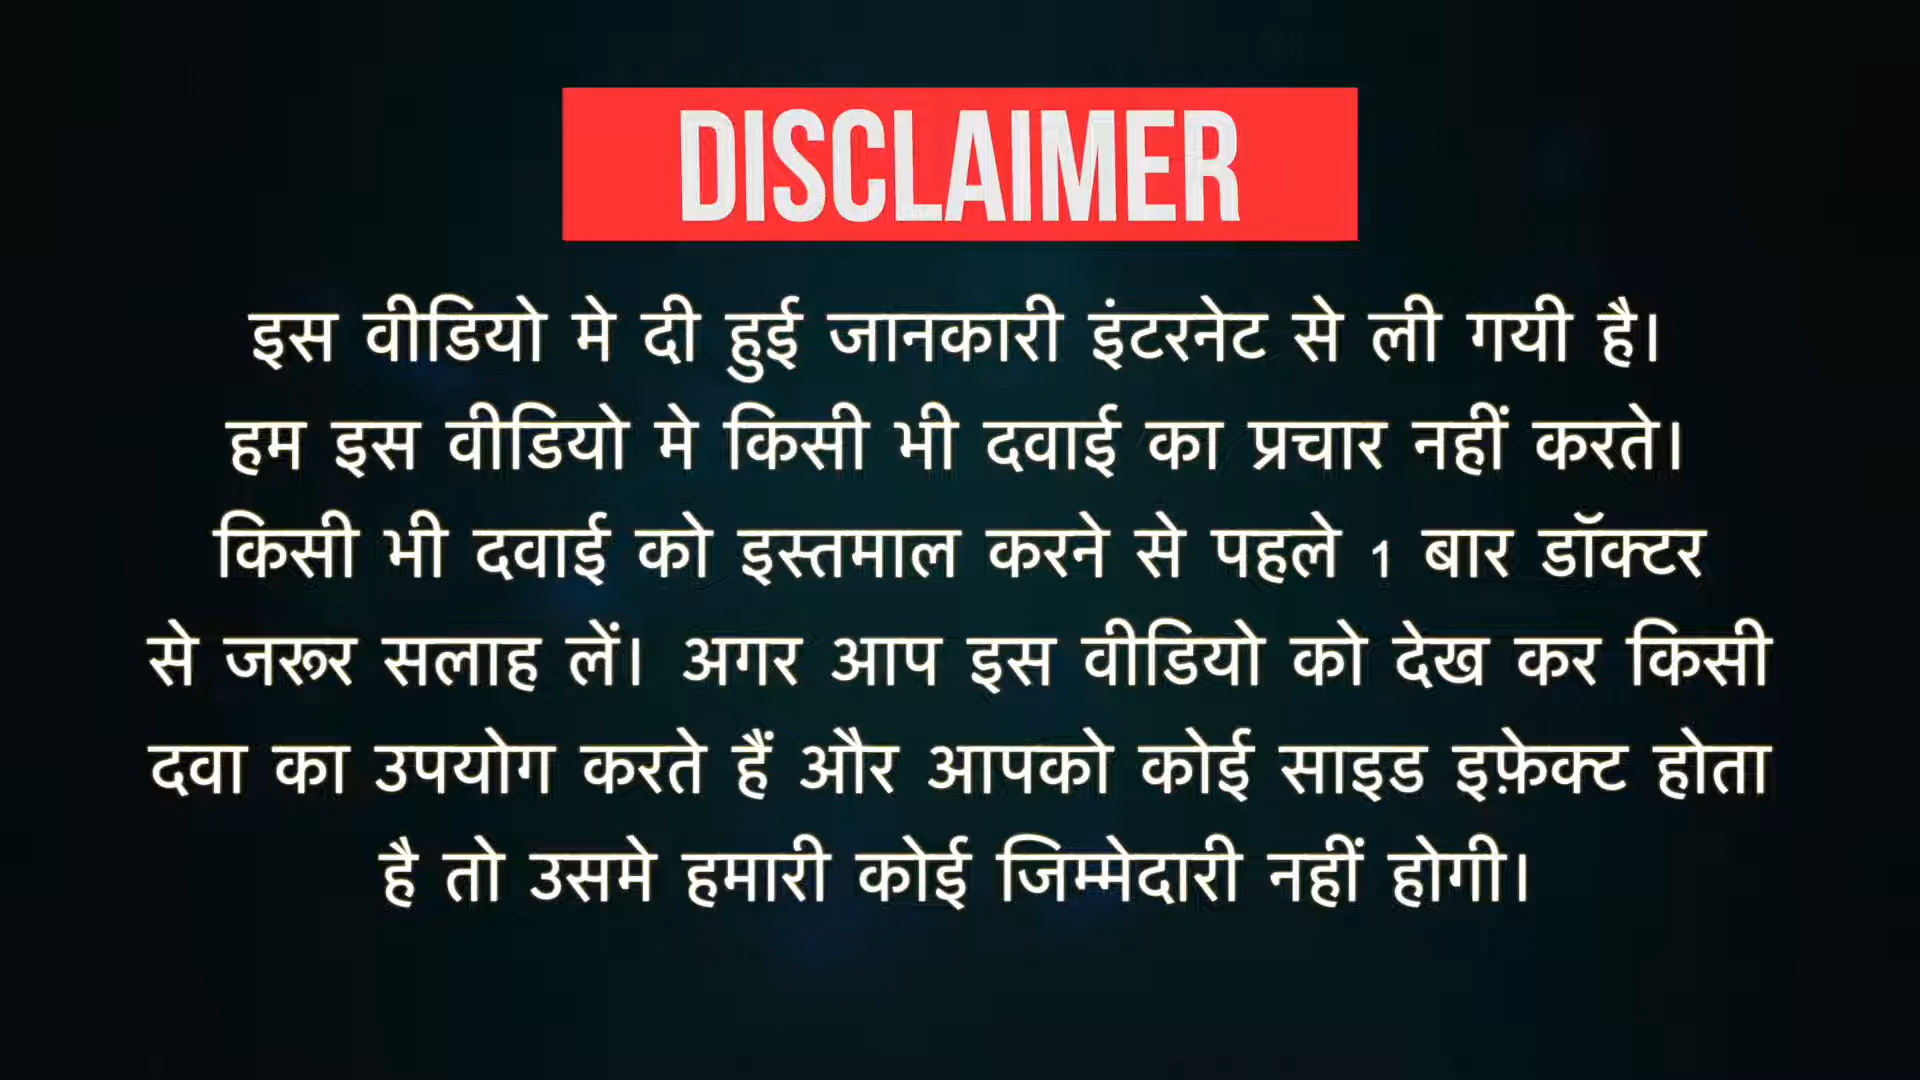 DISCLAIMER
इस वीडियो मे दी हुई जानकारी इंटरनेट से ली गयी है।
हम इस वीडियो मे किसी भी दवाई का प्रचार नहीं करते।
किसी भी दवाई को इस्तमाल करने से पहले 1 बार डॉक्टर
से जरूर सलाह लें। अगर आप इस वीडियो को देख कर किसी
दवा का उपयोग करते हैं और आपको कोई साइड इफ़ेक्ट होता
है तो उसमे हमारी कोई जिम्मेदारी नहीं होगी।